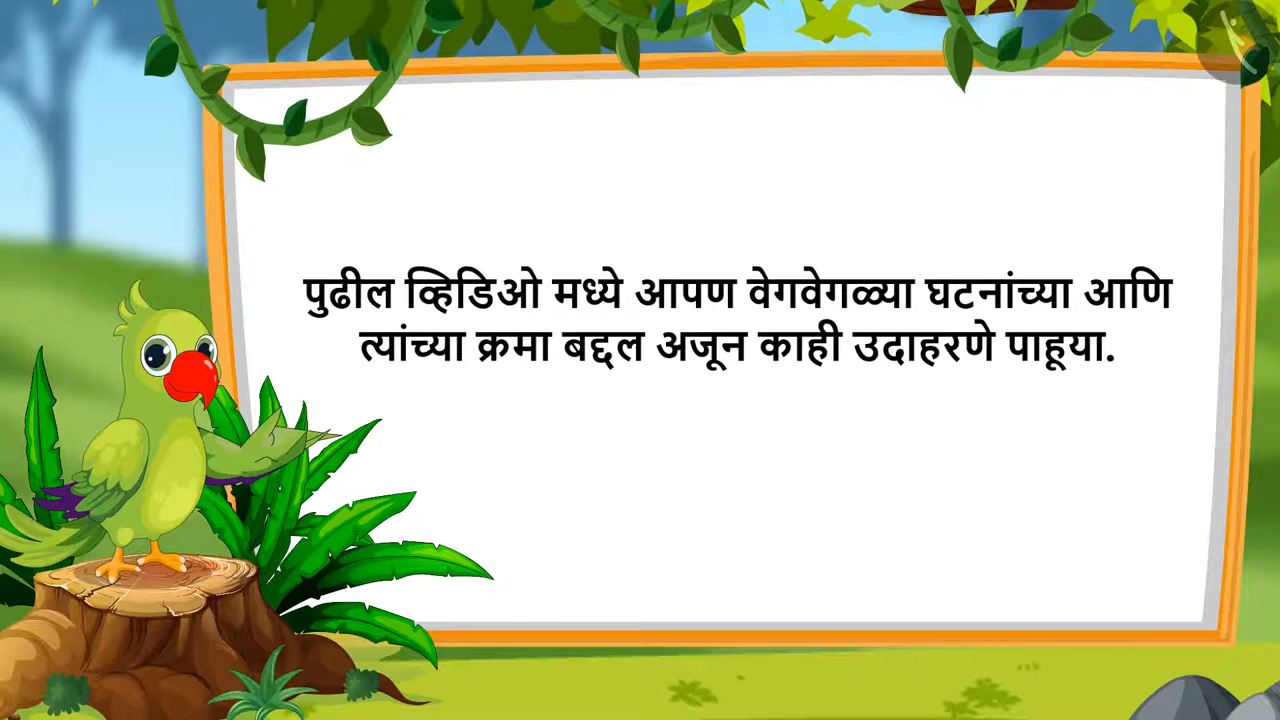 पुढील व्हिडिओ मध्ये आपण वेगवेगळ्या घटनांच्या आणि
त्यांच्या क्रमा बद्दल अजून काही उदाहरणे पाहूया.